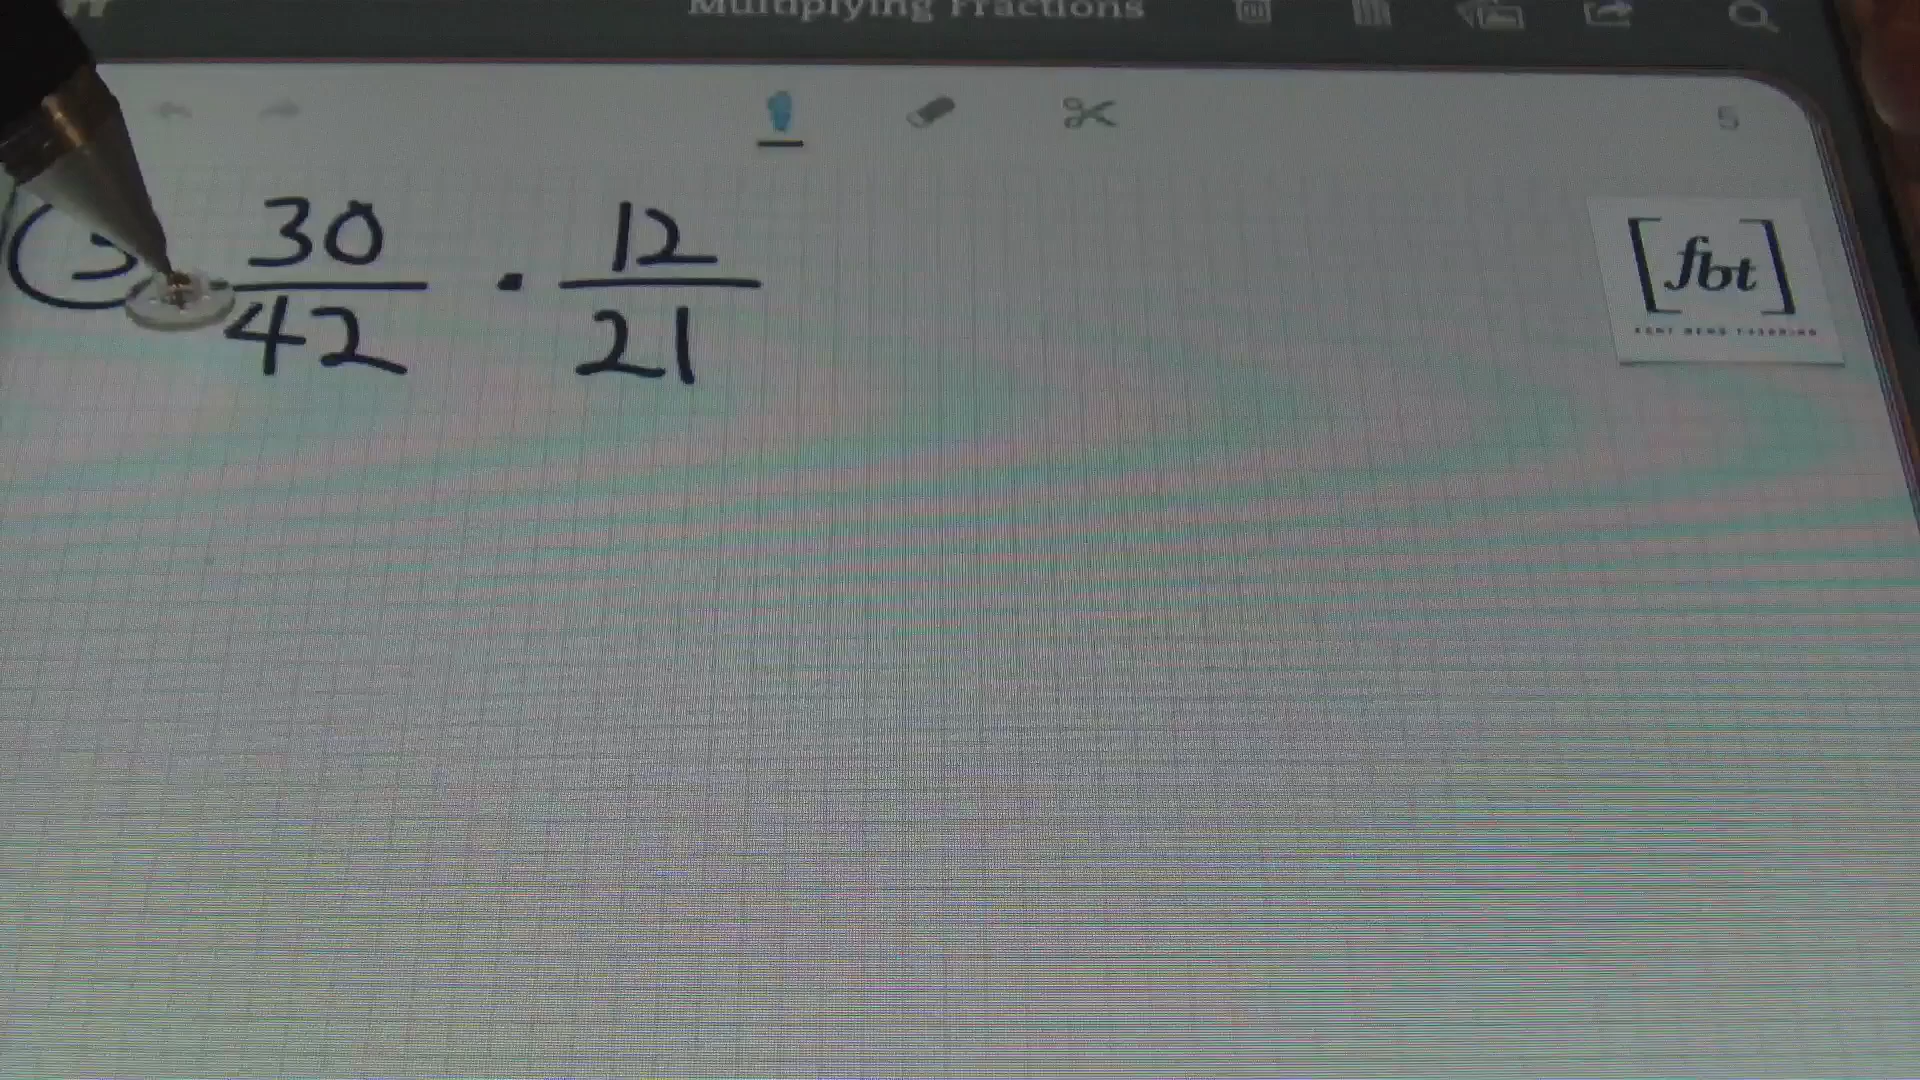 Multiplying Fractions
5
30 12
— · —
42 21
[fbt]